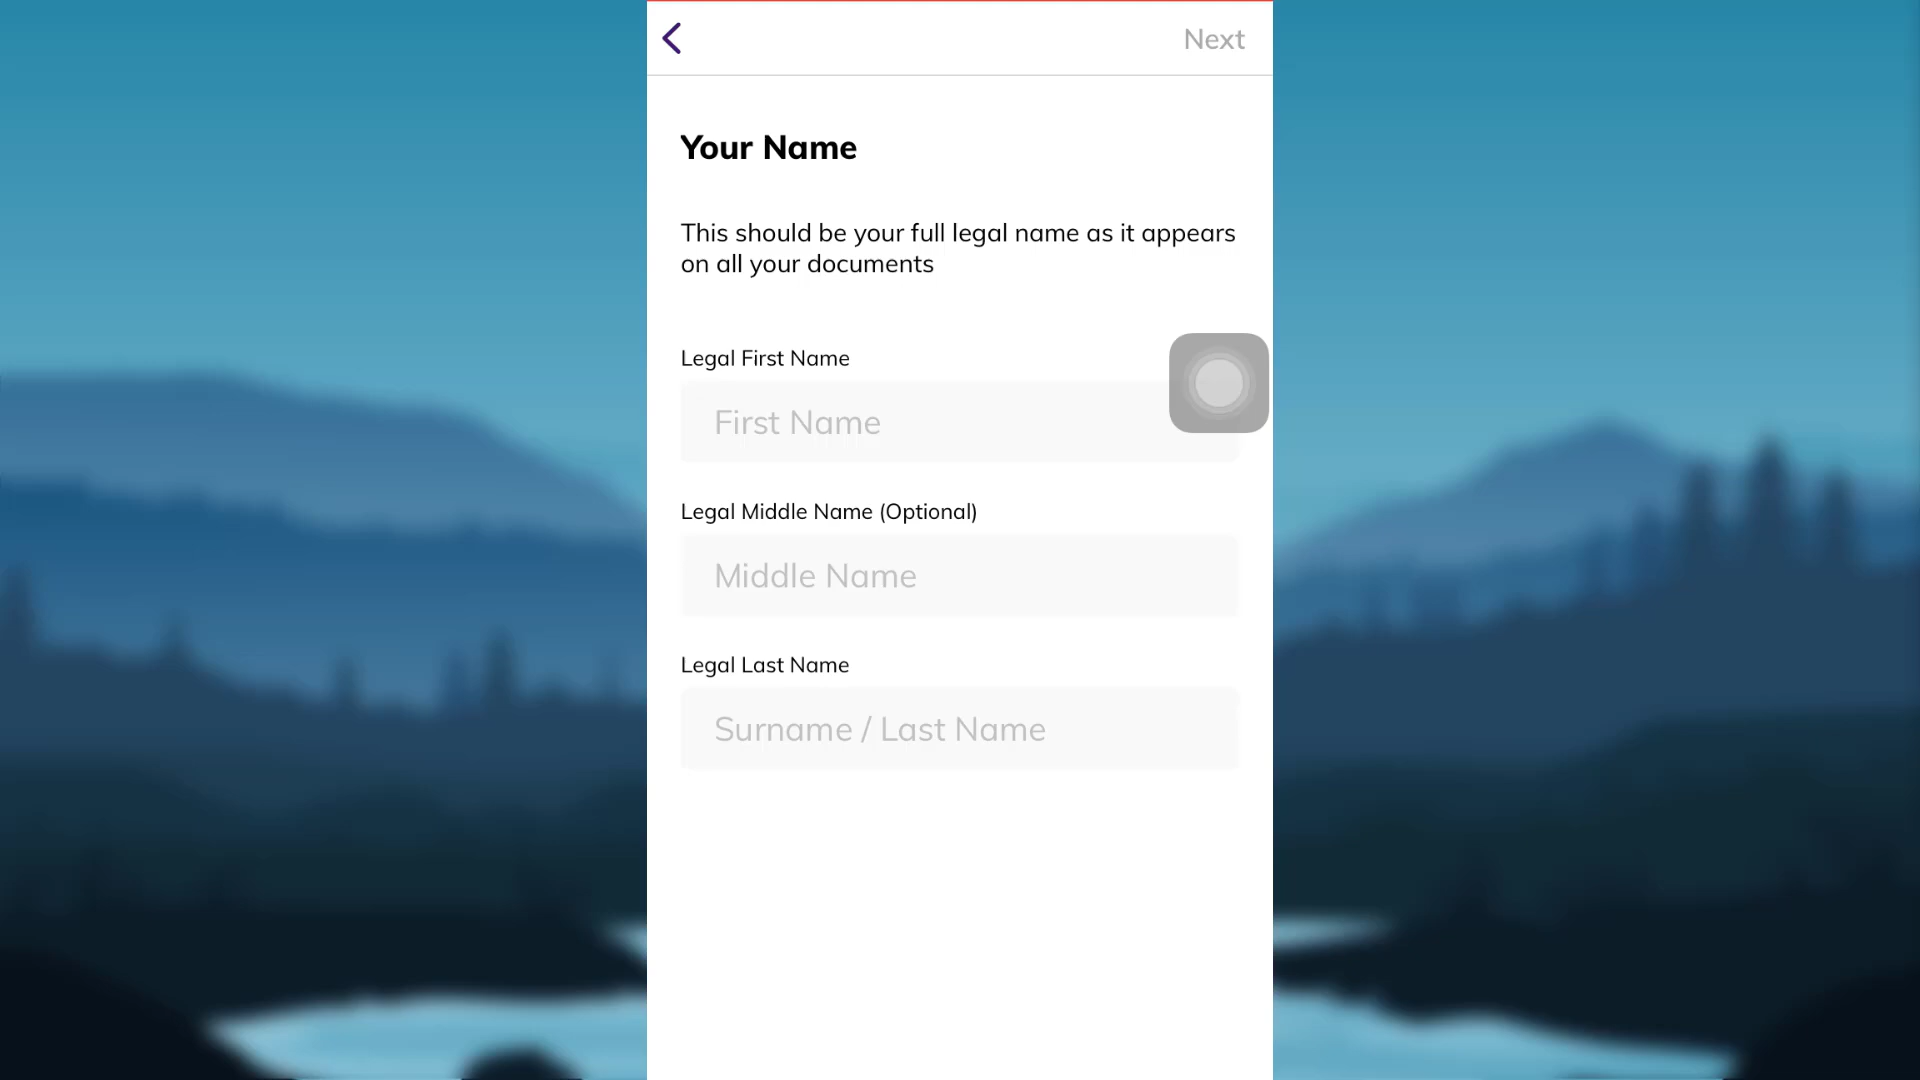 Next
Your Name
This should be your full legal name as it appears
on all your documents
Legal First Name
First Name
Legal Middle Name (Optional)
Middle Name
Legal Last Name
Surname / Last Name